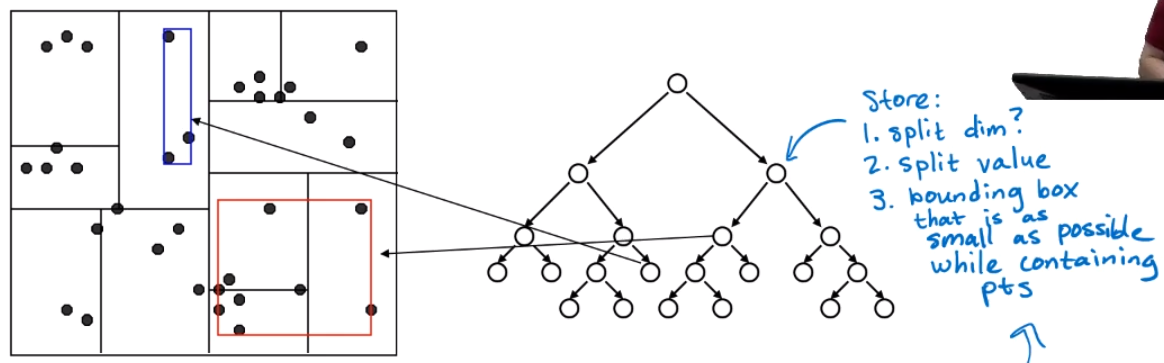 Store:
1. split dim?
2. split value
3. bounding box
that is as
small as possible
while containing
pts